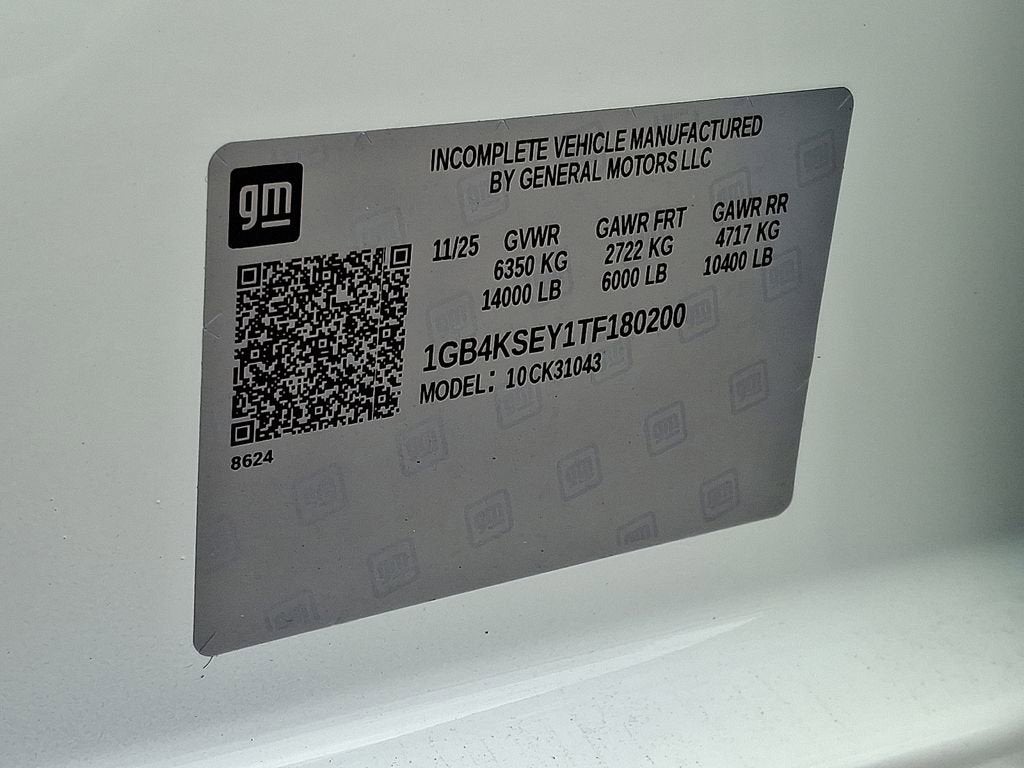 gm
INCOMPLETE VEHICLE MANUFACTURED
BY GENERAL MOTORS LLC
11/25 GVWR GAWR FRT GAWR RR
6350 KG 2722 KG 4717 KG
14000 LB 6000 LB 10400 LB
1GB4KSEY1TF180200
MODEL: 10CK31043
8624